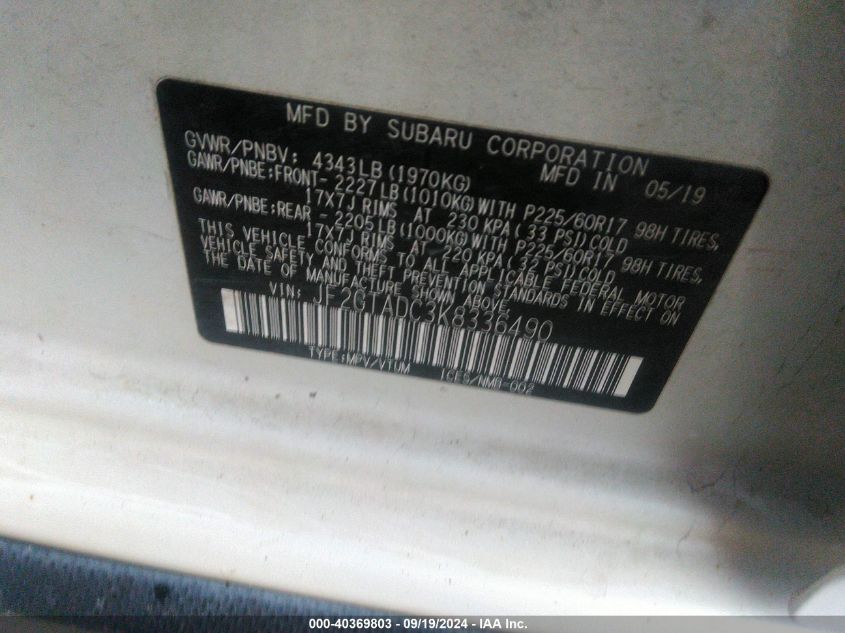 MFD BY SUBARU CORPORATION
MFD IN 05/19
GVWR/PNBV: 4343LB(1970KG)
GAWR/PNBE:FRONT- 2227LB(1010KG)WITH P225/60R17 98H TIRES,
17X7J RIMS AT 230 KPA(33 PSI)COLD
GAWR/PNBE:REAR - 2205LB(1000KG)WITH P225/60R17 98H TIRES,
17X7J RIMS AT 220 KPA(32 PSI)COLD
THIS VEHICLE CONFORMS TO ALL APPLICABLE FEDERAL MOTOR
VEHICLE SAFETY AND THEFT PREVENTION STANDARDS IN EFFECT ON
THE DATE OF MANUFACTURE SHOWN ABOVE.
VIN: JF2GTADC3K8336490
TYPE:MPV/VTUM
000-40369803 - 09/19/2024 - IAA Inc.